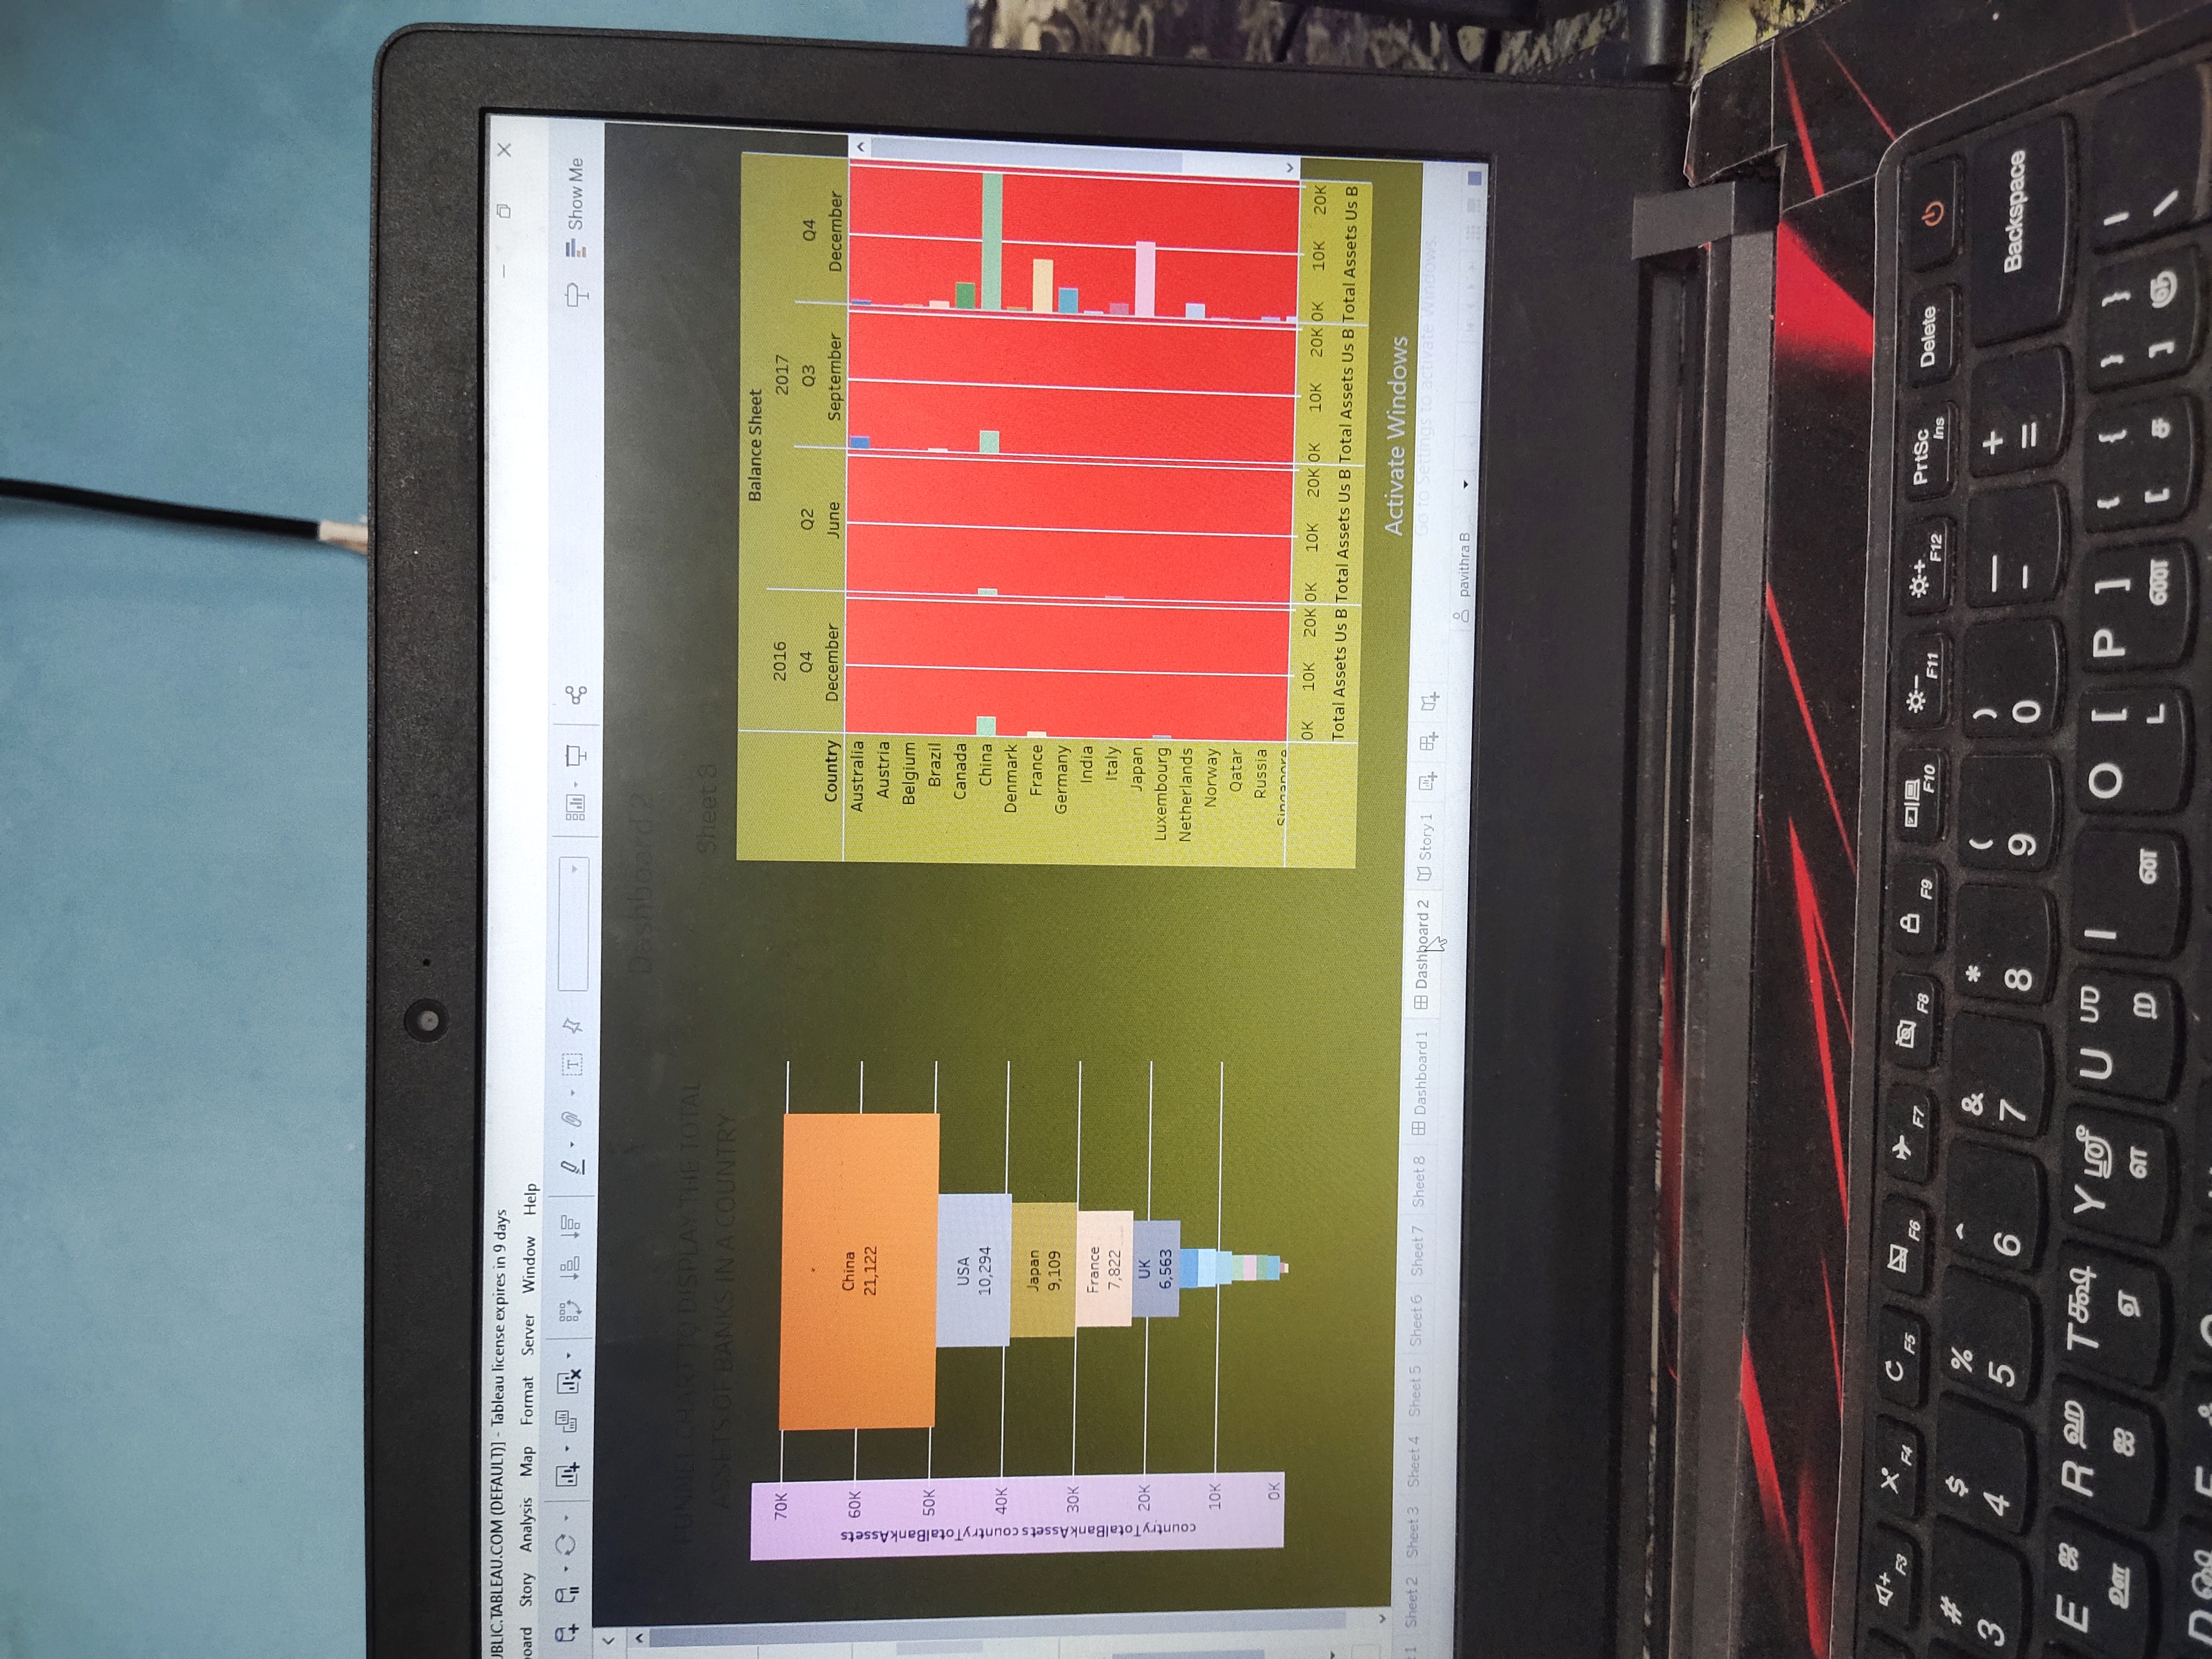 UBLIC.TABLEAU.COM (DEFAULT)] - Tableau license expires in 9 days
oard Story Analysis Map Format Server Window Help
Show Me
Dashboard 2
FUNNEL CHART TO DISPLAY THE TOTAL
ASSETS OF BANKS IN A COUNTRY
countryTotalBankAssets countryTotalBankAssets
70K
60K
50K
40K
30K
20K
10K
0K
China
21,122
USA
10,294
Japan
9,109
France
7,822
UK
6,563
Sheet 8
Balance Sheet
2016 2017
Q4 Q2 Q3 Q4
Country December June September December
Australia
Austria
Belgium
Brazil
Canada
China
Denmark
France
Germany
India
Italy
Japan
Luxembourg
Netherlands
Norway
Qatar
Russia
Singapore
0K 10K 20K 0K 10K 20K 0K 10K 20K 0K 10K 20K
Total Assets Us B Total Assets Us B Total Assets Us B Total Assets Us B
Activate Windows
Go to Settings to activate Windows.
1 Sheet 2 Sheet 3 Sheet 4 Sheet 5 Sheet 6 Sheet 7 Sheet 8 Dashboard 1 Dashboard 2 Story 1
pavithra B
F3 F4 F5 F6 F7 F8 F9 F10 F11 F12 PrtSc Ins Delete
# $ % ^ & * ( ) — +
3 4 5 6 7 8 9 0 - = Backspace
E ஜ R ஹ T க்ஷ Y ஸ்ரீ U I O [ P ] { { } } |
ஊ ஐ ஏ ள ற ன ண [ ச ] ஞ \